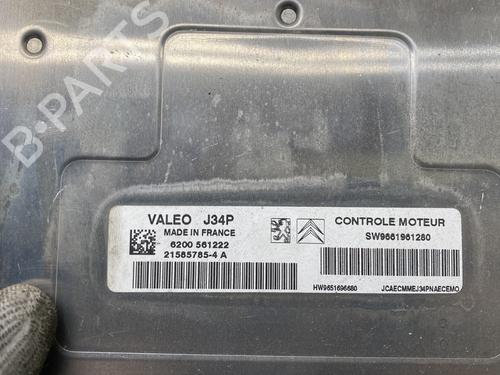 B-PARTS
VALEO J34P
MADE IN FRANCE
6200 561222
21585785-4 A
CONTROLE MOTEUR
SW9661961280
HW9651696680
JCAECMMEJ34PNAECEMO